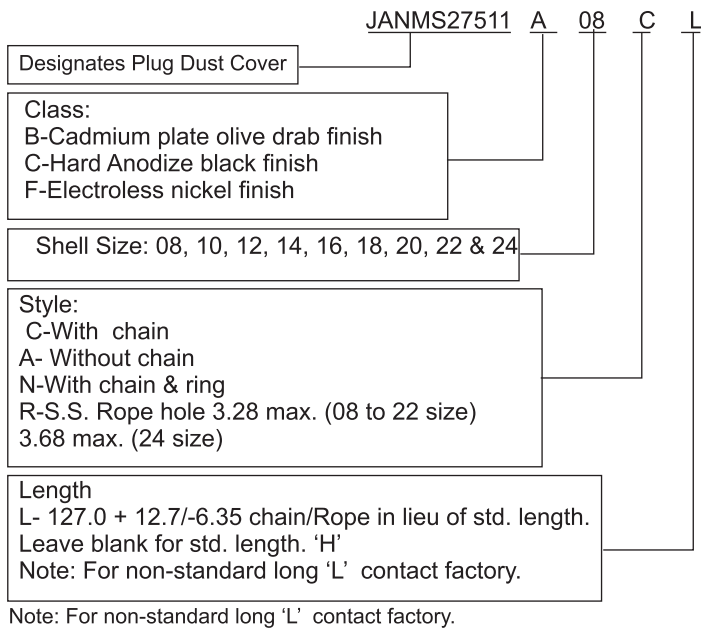 JANMS27511 A 08 C L
Designates Plug Dust Cover
Class:
B-Cadmium plate olive drab finish
C-Hard Anodize black finish
F-Electroless nickel finish
Shell Size: 08, 10, 12, 14, 16, 18, 20, 22 & 24
Style:
C-With chain
A- Without chain
N-With chain & ring
R-S.S. Rope hole 3.28 max. (08 to 22 size)
3.68 max. (24 size)
Length
L- 127.0 + 12.7/-6.35 chain/Rope in lieu of std. length.
Leave blank for std. length. ‘H’
Note: For non-standard long ‘L’ contact factory.
Note: For non-standard long ‘L’ contact factory.